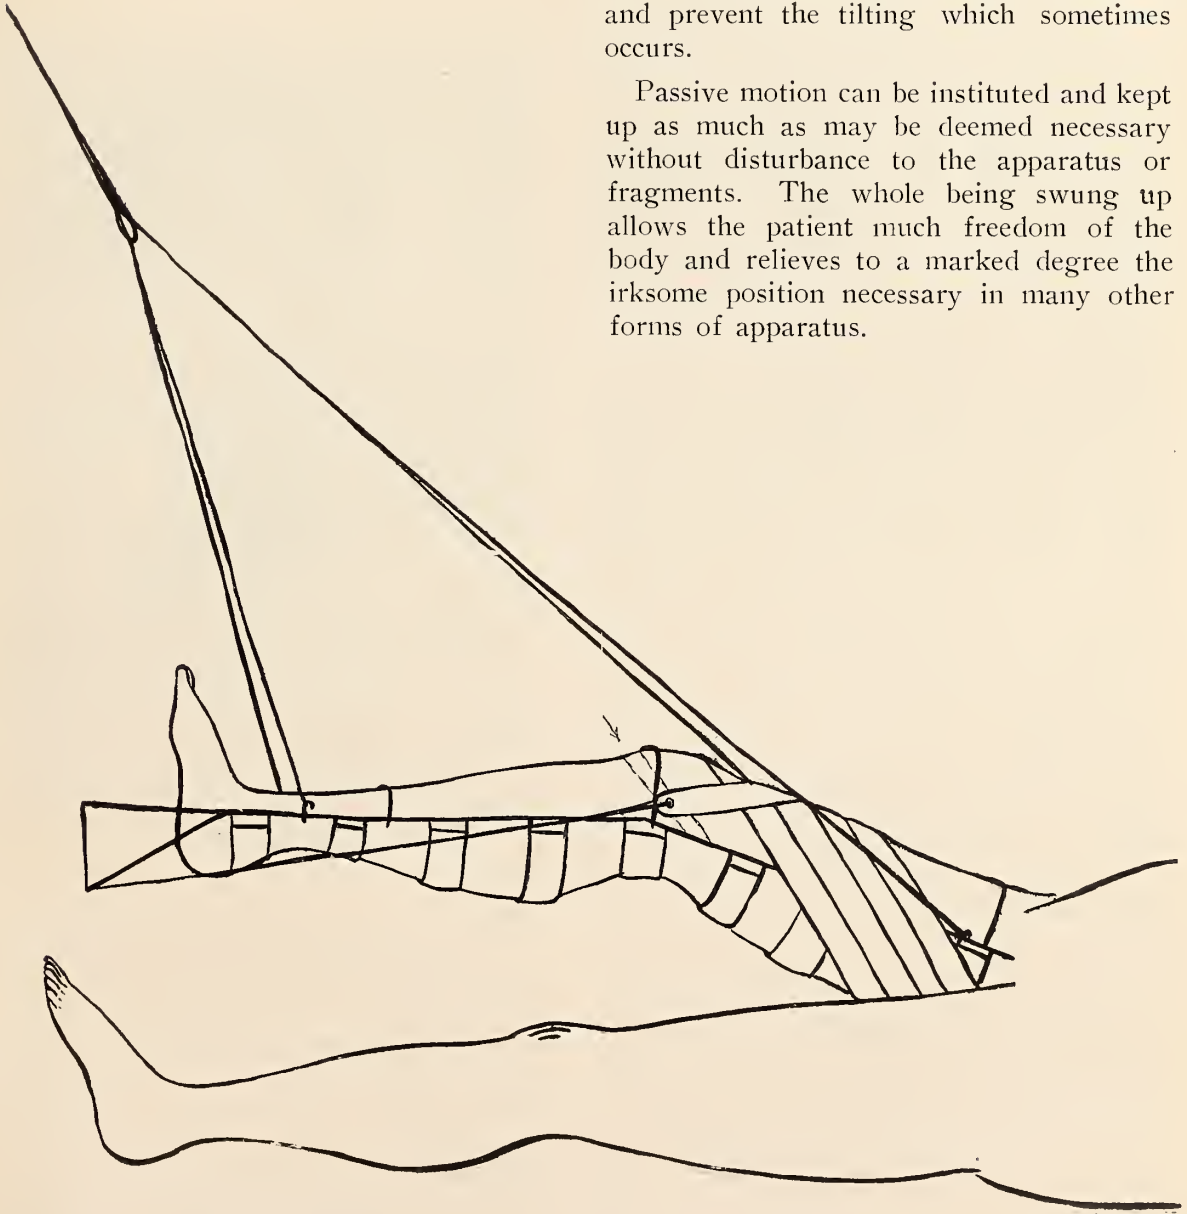 and prevent the tilting which sometimes
occurs.
Passive motion can be instituted and kept
up as much as may be deemed necessary
without disturbance to the apparatus or
fragments. The whole being swung up
allows the patient much freedom of the
body and relieves to a marked degree the
irksome position necessary in many other
forms of apparatus.